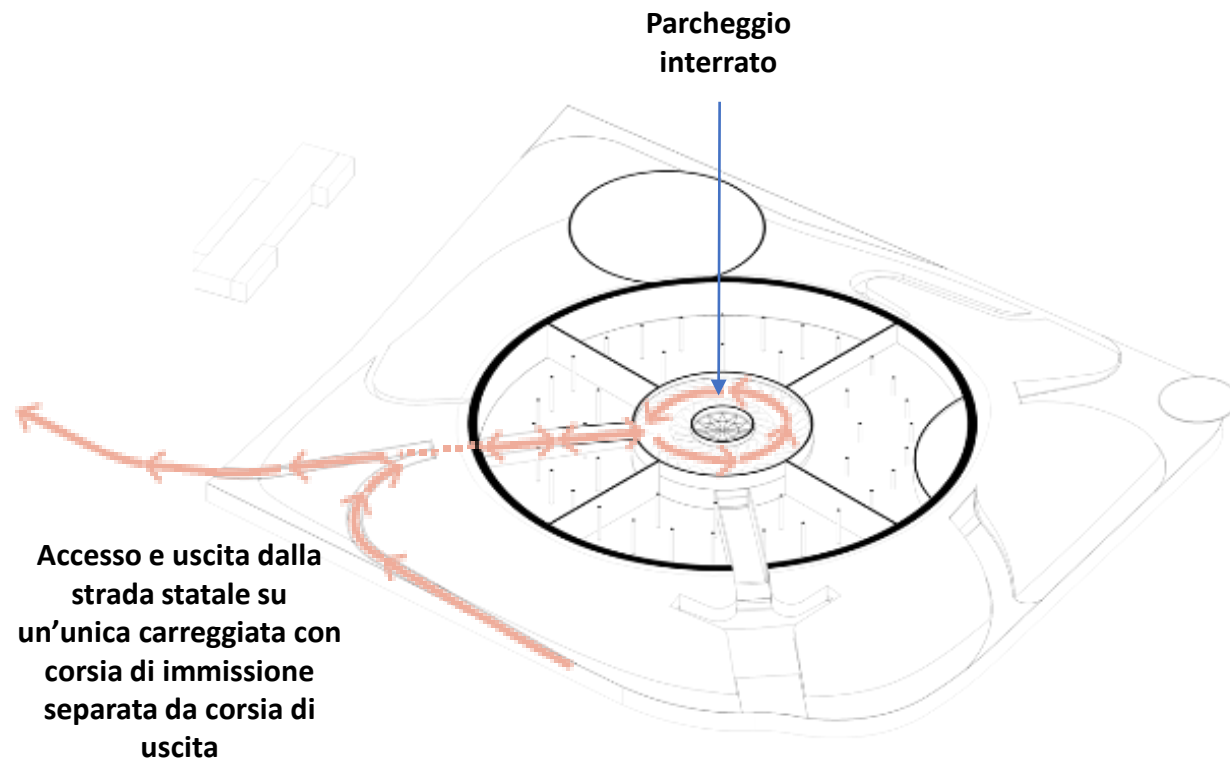 Parcheggio
interrato
Accesso e uscita dalla
strada statale su
un’unica carreggiata con
corsia di immissione
separata da corsia di
uscita